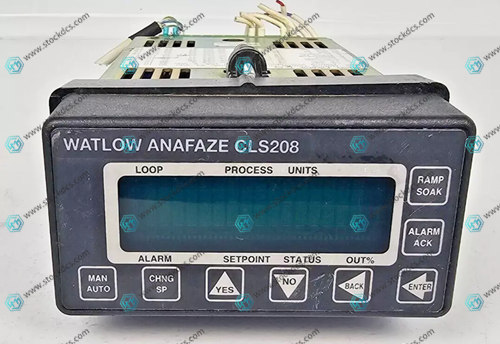 WATLOW ANAFAZE CLS208
LOOP PROCESS UNITS
RAMP
SOAK
ALARM
ACK
ALARM SETPOINT STATUS OUT%
MAN
AUTO
CHNG
SP
YES
NO
BACK
ENTER
www.stockdcs.com